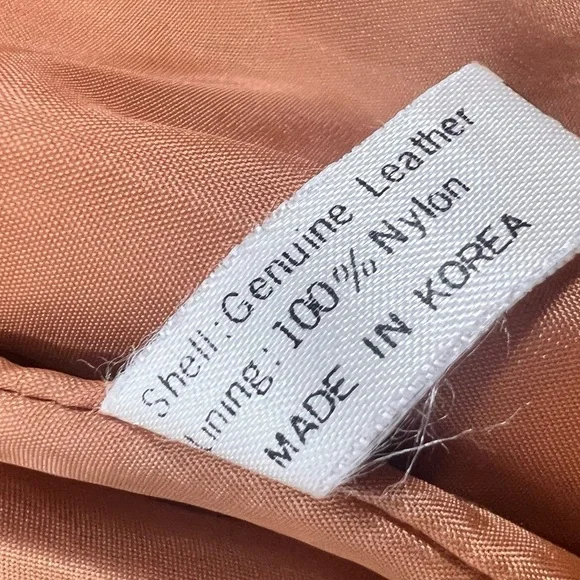 Shell: Genuine Leather
Lining: 100% Nylon
MADE IN KOREA